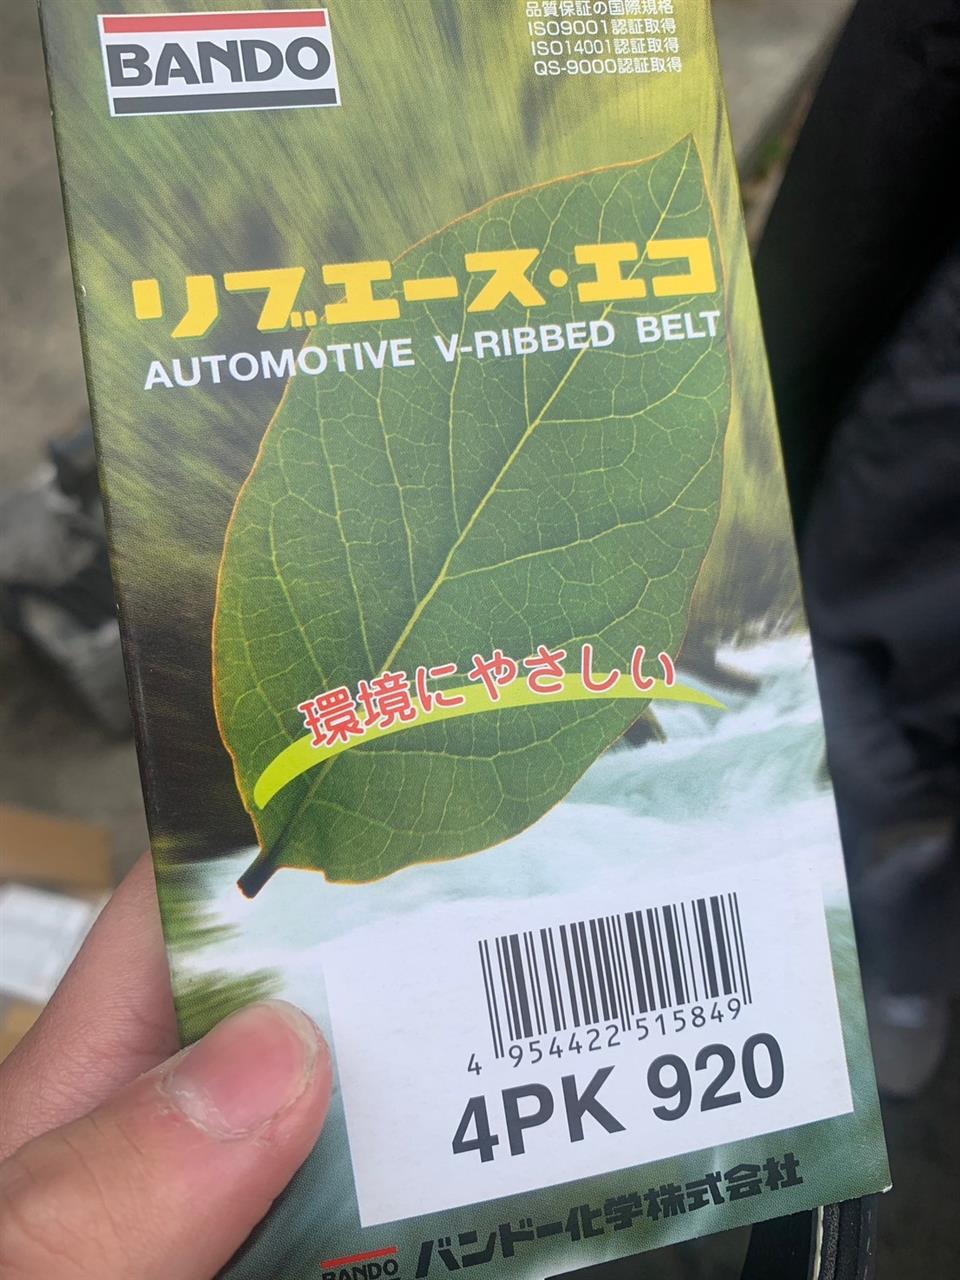 品質保証の国際規格
ISO9001認証取得
ISO14001認証取得
QS-9000認証取得
BANDO
リブエース・エコ
AUTOMOTIVE V-RIBBED BELT
環境にやさしい
4 954422 515849
4PK 920
BANDO バンドー化学株式会社